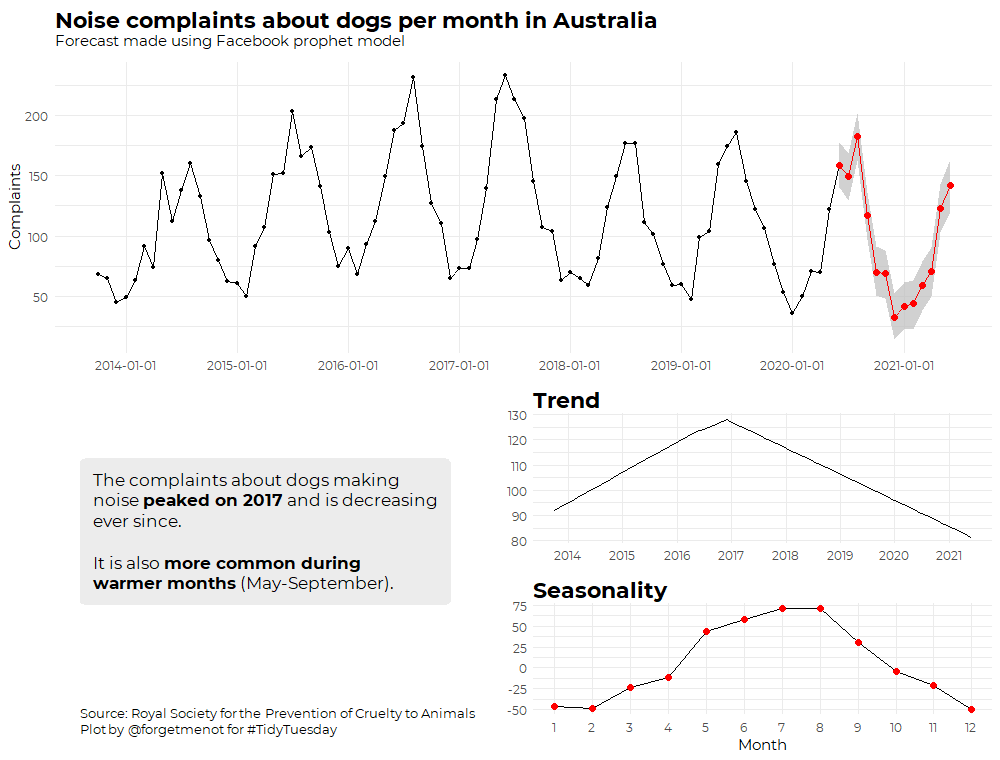 Noise complaints about dogs per month in Australia
Forecast made using Facebook prophet model
Complaints
200
150
100
50
2014-01-01 2015-01-01 2016-01-01 2017-01-01 2018-01-01 2019-01-01 2020-01-01 2021-01-01
The complaints about dogs making
noise peaked on 2017 and is decreasing
ever since.
It is also more common during
warmer months (May-September).
Trend
130
120
110
100
90
80
2014 2015 2016 2017 2018 2019 2020 2021
Seasonality
75
50
25
0
-25
-50
1 2 3 4 5 6 7 8 9 10 11 12
Month
Source: Royal Society for the Prevention of Cruelty to Animals
Plot by @forgetmenot for #TidyTuesday